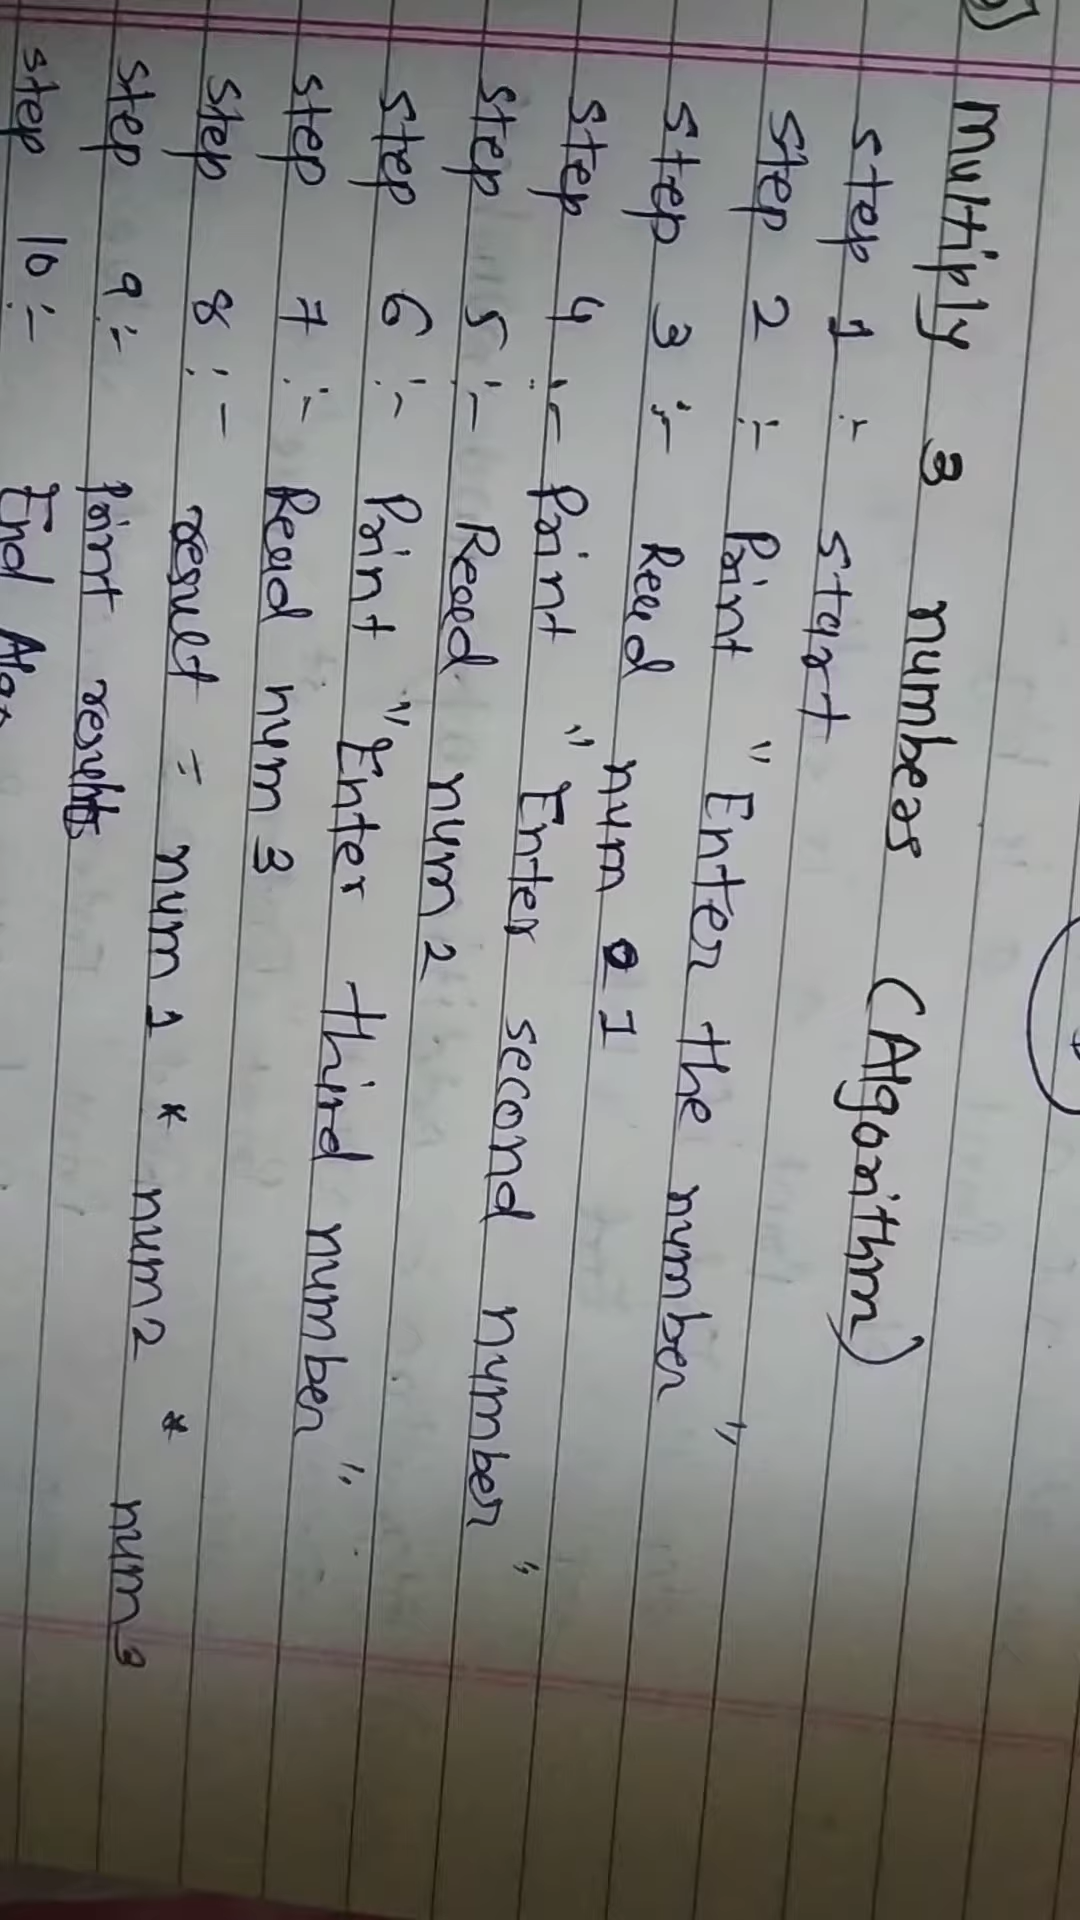 multiply 3 numbers (Algorithm)
step 1 :- start
step 2 :- Print "Enter the number"
step 3 :- Read num 1
step 4 :- Print "Enter second number"
step 5 :- Read num 2
step 6 :- Print "Enter third number"
step 7 :- Read num 3
step 8 :- result = num 1 * num 2 * num 3
step 9 :- Print result
step 10 :- End